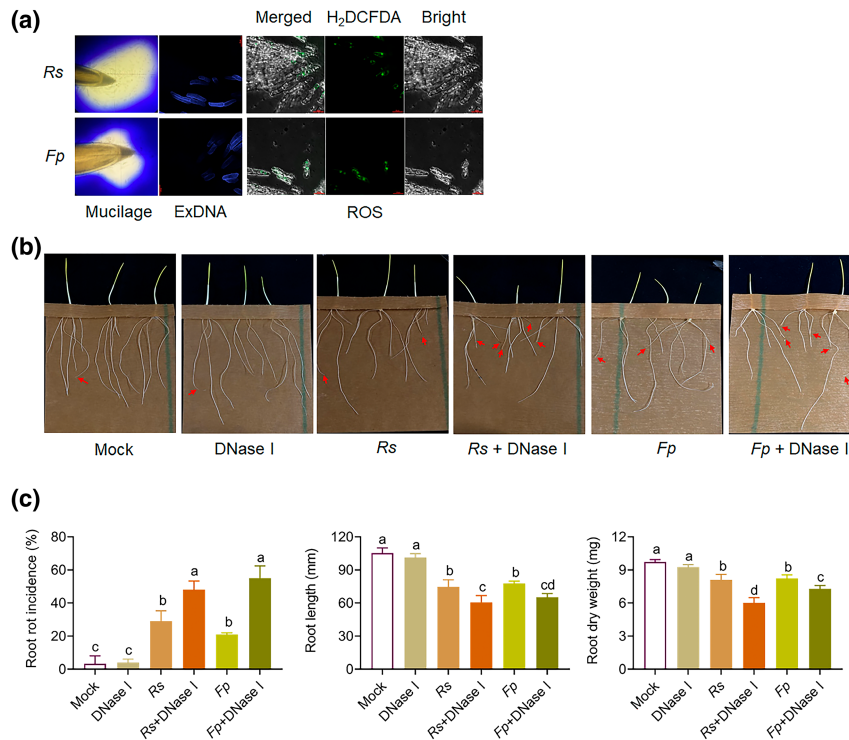 (a)
Merged H₂DCFDA Bright
Rs
Fp
Mucilage ExDNA ROS
(b)
Mock DNase I Rs Rs + DNase I Fp Fp + DNase I
(c)
Root rot incidence (%)
80
60
40
20
0
c c b a b a
Mock DNase I Rs Rs+DNase I Fp Fp+DNase I
Root length (mm)
120
90
60
30
0
a a b c b cd
Mock DNase I Rs Rs+DNase I Fp Fp+DNase I
Root dry weight (mg)
12
9
6
3
0
a a b d b c
Mock DNase I Rs Rs+DNase I Fp Fp+DNase I